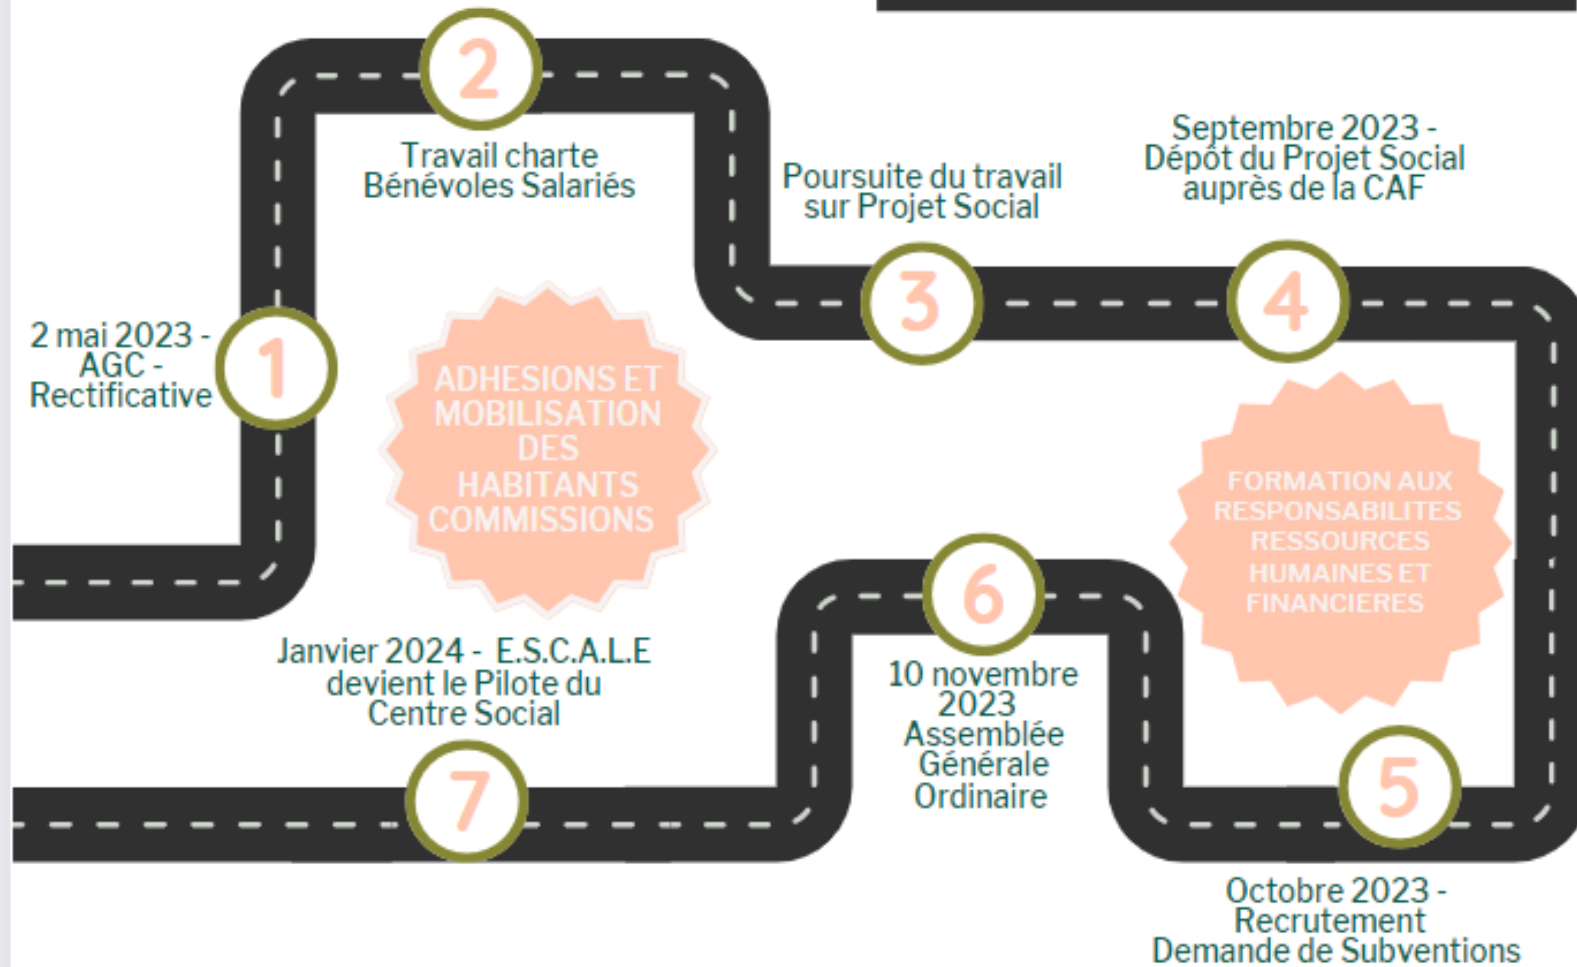 2
Travail charte
Bénévoles Salariés
Poursuite du travail
sur Projet Social
Septembre 2023 -
Dépôt du Projet Social
auprès de la CAF
3
4
2 mai 2023 -
AGC -
Rectificative
1
ADHESIONS ET
MOBILISATION
DES
HABITANTS
COMMISSIONS
FORMATION AUX
RESPONSABILITES
RESSOURCES
HUMAINES ET
FINANCIERES
Janvier 2024 - E.S.C.A.L.E
devient le Pilote du
Centre Social
7
6
10 novembre
2023
Assemblée
Générale
Ordinaire
5
Octobre 2023 -
Recrutement
Demande de Subventions